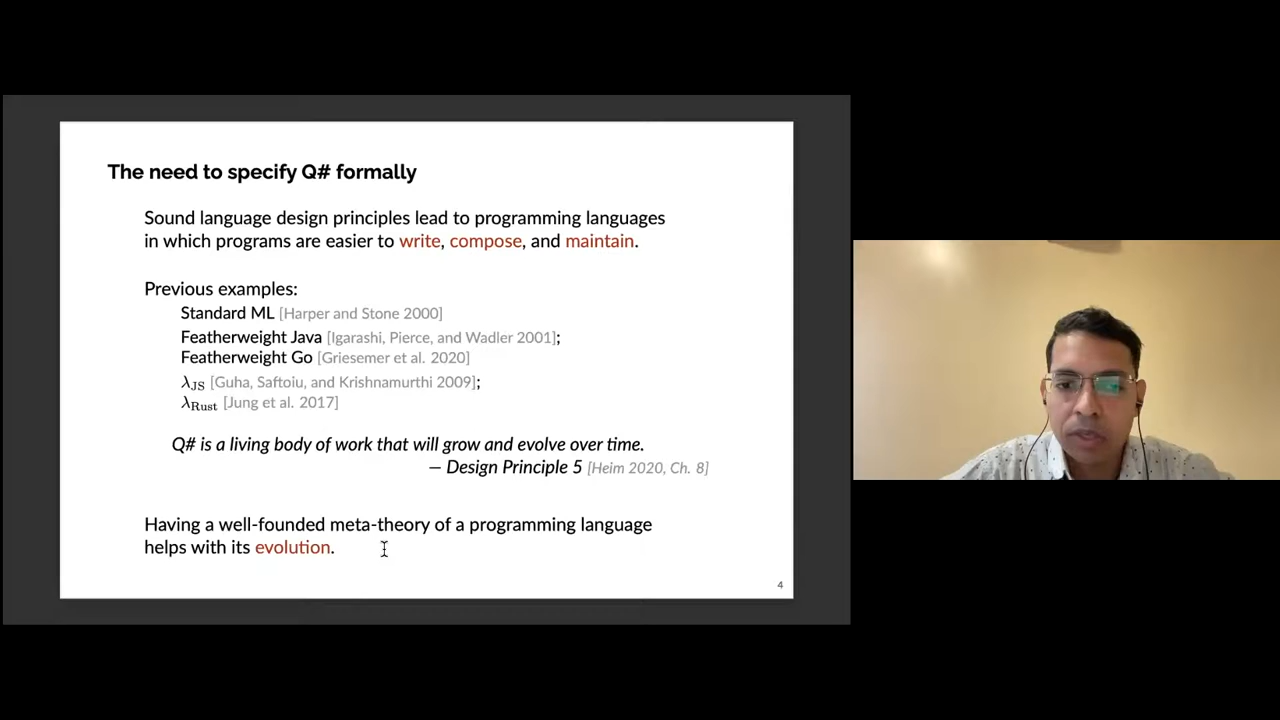 The need to specify Q# formally
Sound language design principles lead to programming languages
in which programs are easier to write, compose, and maintain.
Previous examples:
Standard ML [Harper and Stone 2000]
Featherweight Java [Igarashi, Pierce, and Wadler 2001];
Featherweight Go [Griesemer et al. 2020]
λJS [Guha, Saftoiu, and Krishnamurthi 2009];
λRust [Jung et al. 2017]
Q# is a living body of work that will grow and evolve over time.
— Design Principle 5 [Heim 2020, Ch. 8]
Having a well-founded meta-theory of a programming language
helps with its evolution.
4